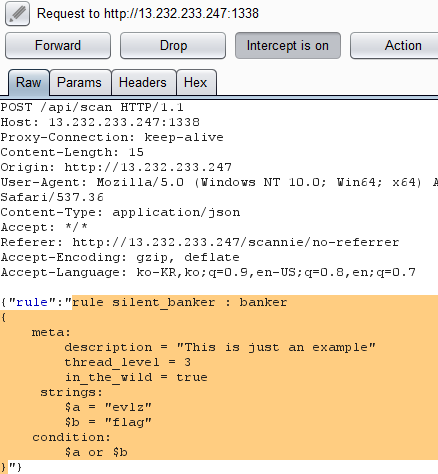 Request to http://13.232.233.247:1338
Forward Drop Intercept is on Action
Raw Params Headers Hex
POST /api/scan HTTP/1.1
Host: 13.232.233.247:1338
Proxy-Connection: keep-alive
Content-Length: 15
Origin: http://13.232.233.247
User-Agent: Mozilla/5.0 (Windows NT 10.0; Win64; x64) A
Safari/537.36
Content-Type: application/json
Accept: */*
Referer: http://13.232.233.247/scannie/no-referrer
Accept-Encoding: gzip, deflate
Accept-Language: ko-KR,ko;q=0.9,en-US;q=0.8,en;q=0.7
{"rule":"rule silent_banker : banker
{
meta:
description = "This is just an example"
thread_level = 3
in_the_wild = true
strings:
$a = "evlz"
$b = "flag"
condition:
$a or $b
}"}